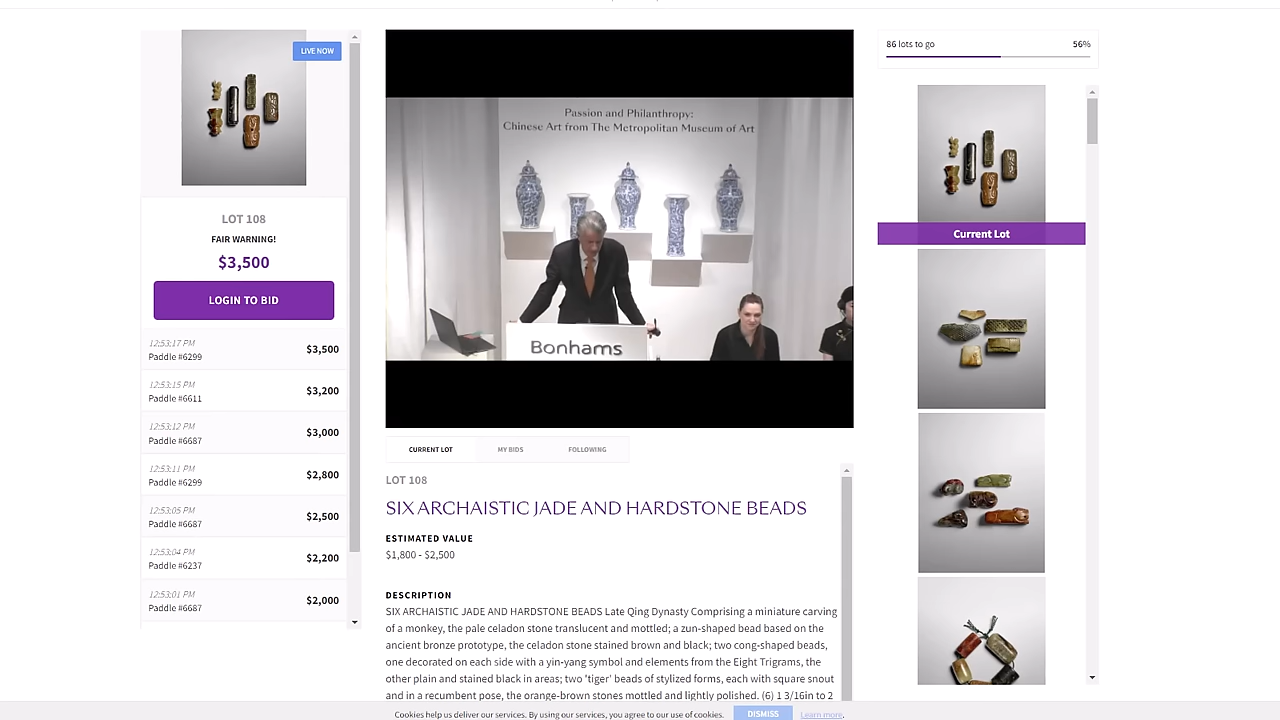 LIVE NOW
LOT 108
FAIR WARNING!
$3,500
LOGIN TO BID
12:53:17 PM
Paddle #6299
$3,500
12:53:15 PM
Paddle #6611
$3,200
12:53:12 PM
Paddle #6687
$3,000
12:53:11 PM
Paddle #6299
$2,800
12:53:05 PM
Paddle #6687
$2,500
12:53:04 PM
Paddle #6237
$2,200
12:53:01 PM
Paddle #6687
$2,000
Passion and Philanthropy:
Chinese Art from The Metropolitan Museum of Art
Bonhams
CURRENT LOT
MY BIDS
FOLLOWING
LOT 108
SIX ARCHAISTIC JADE AND HARDSTONE BEADS
ESTIMATED VALUE
$1,800 - $2,500
DESCRIPTION
SIX ARCHAISTIC JADE AND HARDSTONE BEADS Late Qing Dynasty Comprising a miniature carving
of a monkey, the pale celadon stone translucent and mottled; a zun-shaped bead based on the
ancient bronze prototype, the celadon stone stained brown and black; two cong-shaped beads,
one decorated on each side with a yin-yang symbol and elements from the Eight Trigrams, the
other plain and stained black in areas; two 'tiger' beads of stylized forms, each with square snout
and in a recumbent pose, the orange-brown stones mottled and lightly polished. (6) 1 3/16in to 2
86 lots to go
56%
Current Lot
Cookies help us deliver our services. By using our services, you agree to our use of cookies.
DISMISS
Learn more.